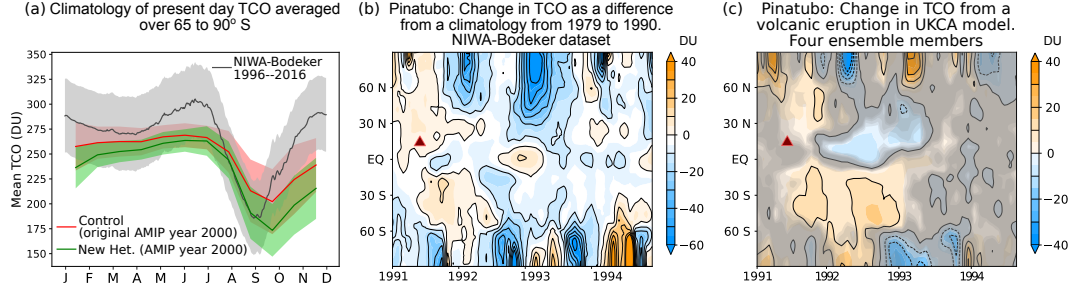 (a) Climatology of present day TCO averaged
over 65 to 90° S
350
325
300
275
250
225
200
175
150
Mean TCO (DU)
NIWA-Bodeker
1996--2016
Control
(original AMIP year 2000)
New Het. (AMIP year 2000)
J F M A M J J A S O N D
(b) Pinatubo: Change in TCO as a difference
from a climatology from 1979 to 1990.
NIWA-Bodeker dataset
60 N
30 N
EQ
30 S
60 S
1991 1992 1993 1994
DU
40
20
0
−20
−40
−60
(c) Pinatubo: Change in TCO from a
volcanic eruption in UKCA model.
Four ensemble members
60 N
30 N
EQ
30 S
60 S
1991 1992 1993 1994
DU
40
30
20
10
0
−10
−20
−30
−40